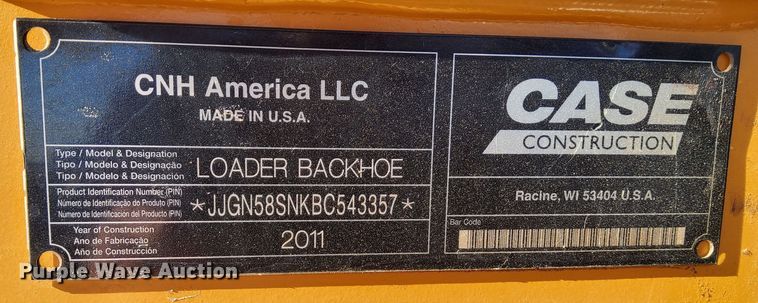 CNH America LLC
MADE IN U.S.A.
Type / Model & Designation
Tipo / Modelo & Designação
Tipo / Modelo & Designación
LOADER BACKHOE
Product Identification Number (PIN)
Número de Identificação do Produto (PIN)
Número de Identificación del Producto (PIN)
*JJGN58SNKBC543357*
Year of Construction
Ano de Fabricação
Año de Construcción
2011
CASE
CONSTRUCTION
Racine, WI 53404 U.S.A.
Bar Code
Purple Wave Auction